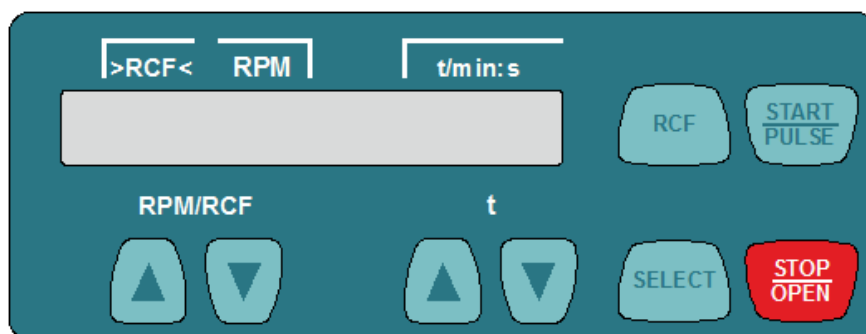 >RCF< RPM t/min:s
RCF
START
PULSE
RPM/RCF t
SELECT
STOP
OPEN